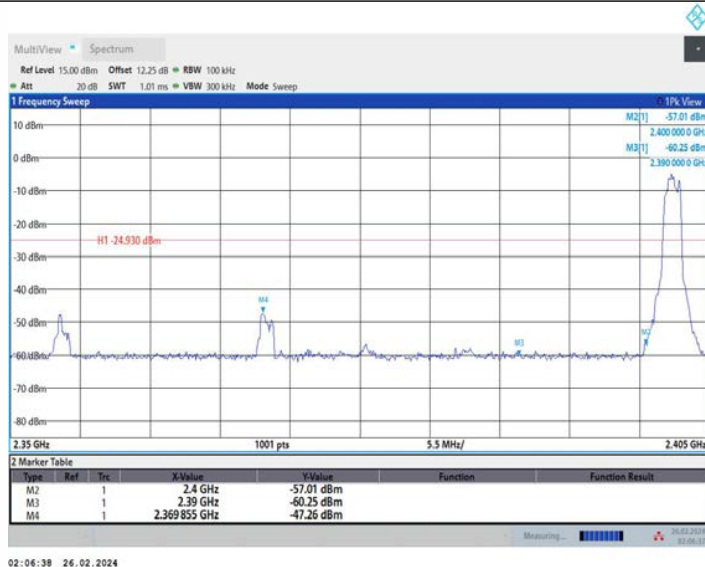 MultiView Spectrum
Ref Level 15.00 dBm Offset 12.25 dB RBW 100 kHz
Att 20 dB SWT 1.01 ms VBW 300 kHz Mode Sweep
1 Frequency Sweep 1Pk View
M2[1] -57.01 dBm
2.400 000 0 GHz
M3[1] -60.25 dBm
2.390 000 0 GHz
10 dBm
0 dBm
-10 dBm
-20 dBm
H1 -24.930 dBm
-30 dBm
-40 dBm
M4
-50 dBm
M3
M2
-60 dBm
-70 dBm
-80 dBm
2.35 GHz 1001 pts 5.5 MHz/ 2.405 GHz
2 Marker Table
Type Ref Trc X-Value Y-Value Function Function Result
M2 1 2.4 GHz -57.01 dBm
M3 1 2.39 GHz -60.25 dBm
M4 1 2.369 855 GHz -47.26 dBm
Measuring... 26.02.2024
02:06:37
02:06:38 26.02.2024